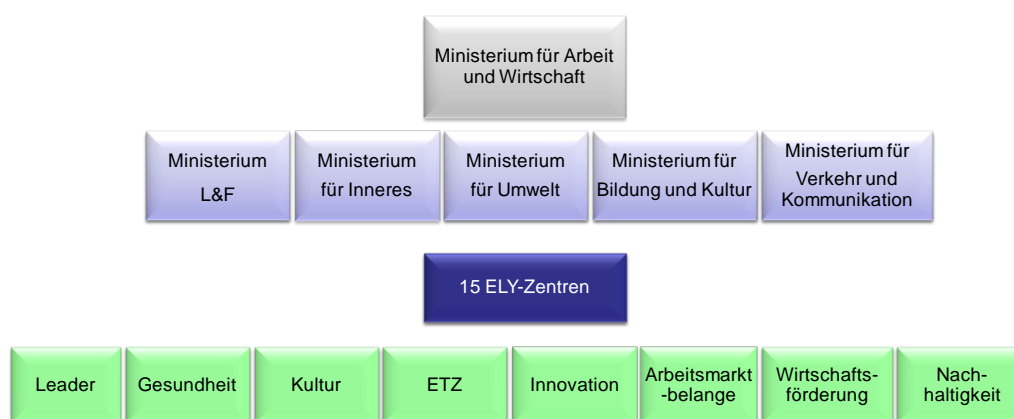 Ministerium für Arbeit
und Wirtschaft
Ministerium
L&F
Ministerium
für Inneres
Ministerium
für Umwelt
Ministerium für
Bildung und Kultur
Ministerium für
Verkehr und
Kommunikation
15 ELY-Zentren
Leader
Gesundheit
Kultur
ETZ
Innovation
Arbeitsmarkt
-belange
Wirtschafts-
förderung
Nach-
haltigkeit